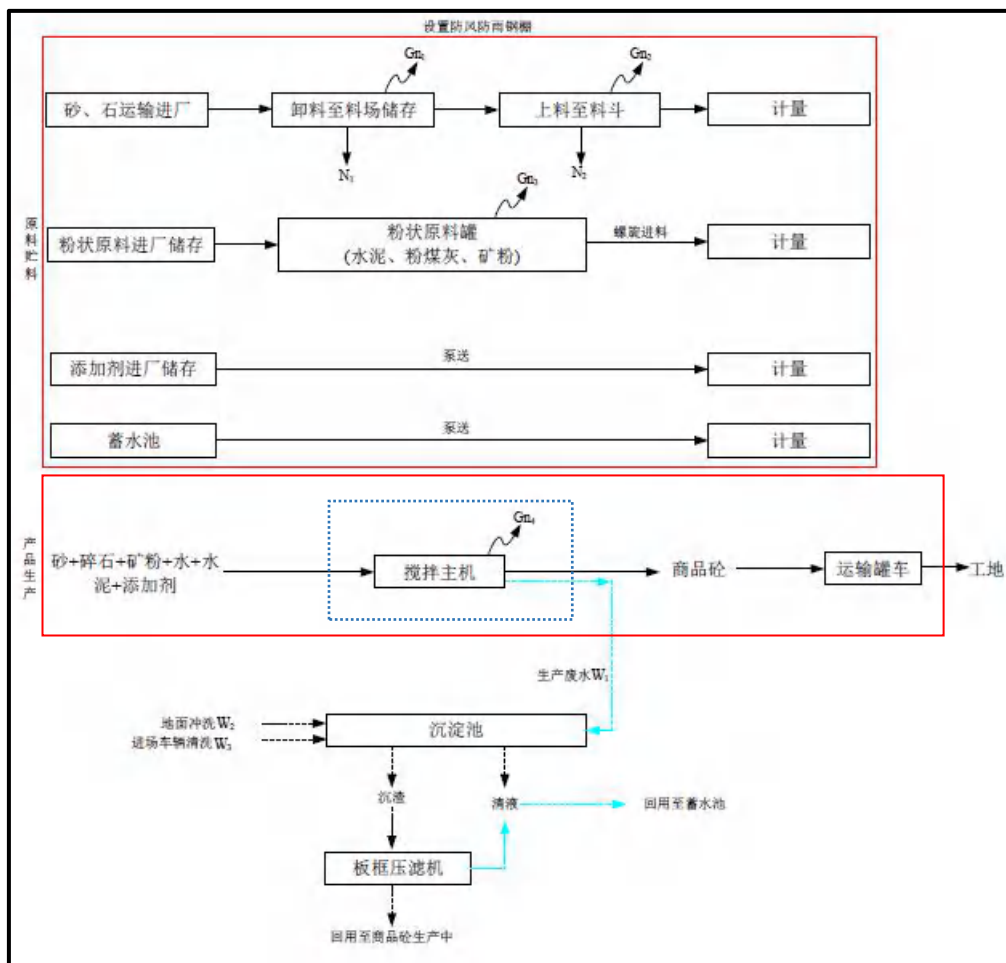 设置防风防雨钢棚
Gn₁
Gn₂
砂、石运输进厂
卸料至料场储存
上料至料斗
计量
N₁
N₂
Gn₃
原料贮料
粉状原料进厂储存
粉状原料罐
(水泥、粉煤灰、矿粉)
螺旋进料
计量
添加剂进厂储存
泵送
计量
蓄水池
泵送
计量
产品生产
Gn₄
砂+碎石+矿粉+水+水
泥+添加剂
搅拌主机
商品砼
运输罐车
工地
生产废水W₁
地面冲洗W₂
进场车辆清洗W₃
沉淀池
沉渣
清液
回用至蓄水池
板框压滤机
回用至商品砼生产中